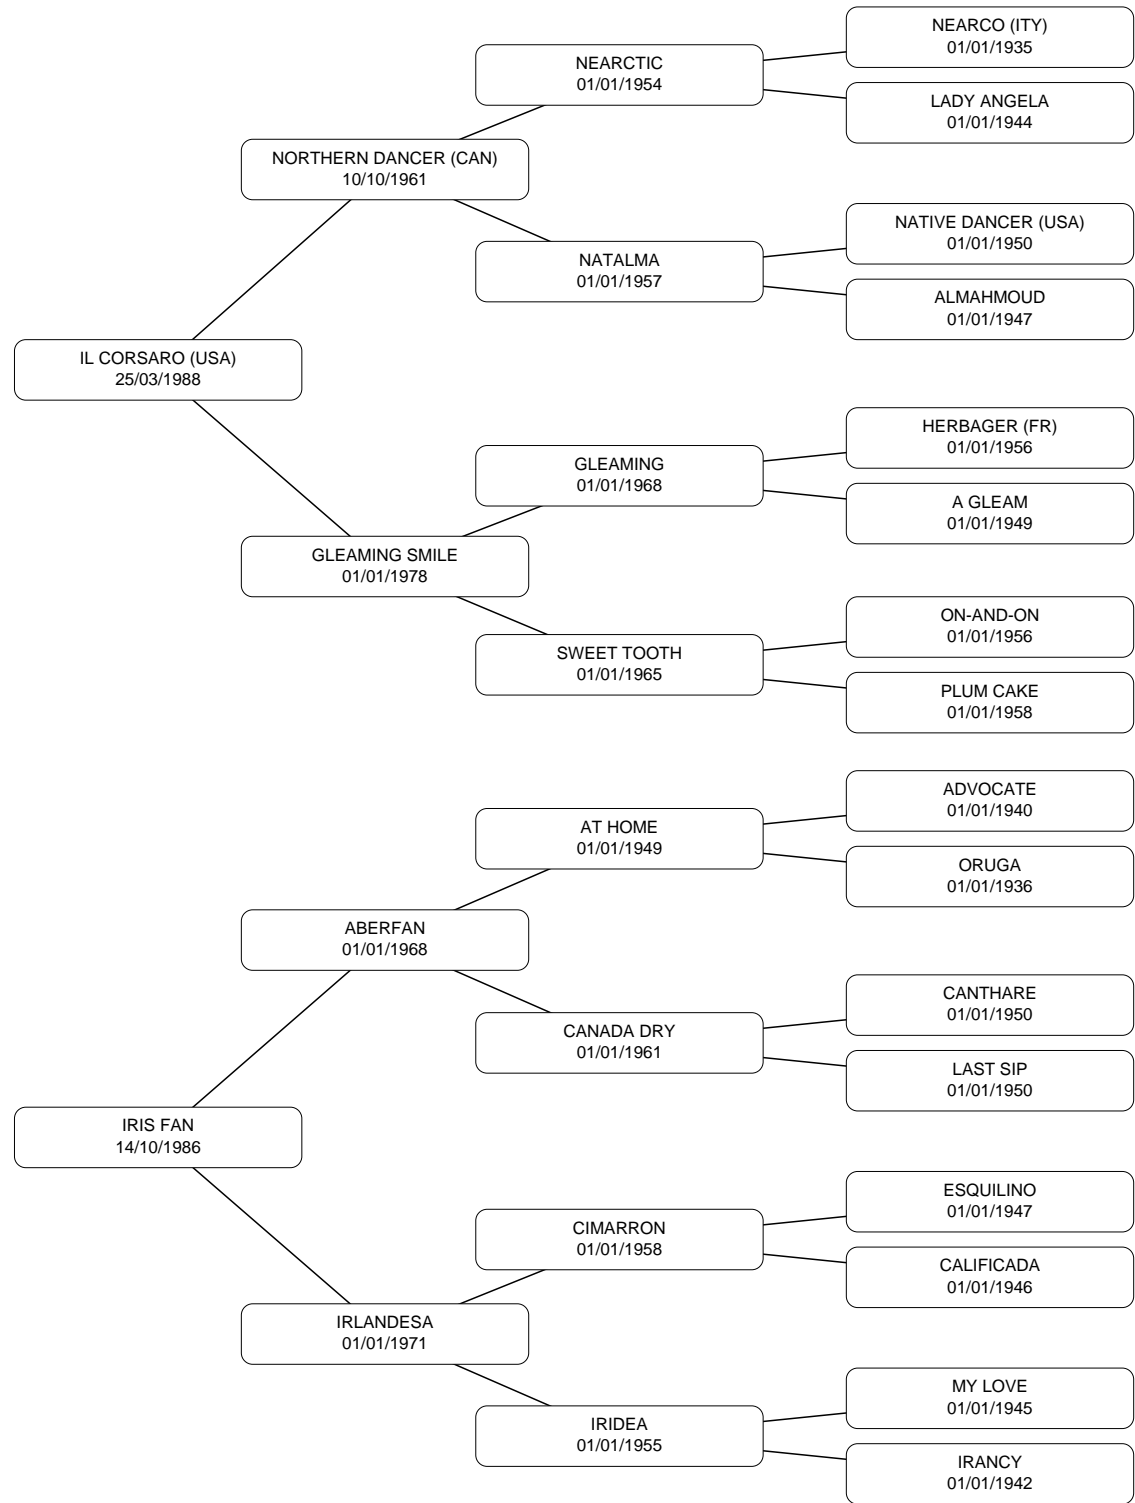 NEARCO (ITY)
01/01/1935
NEARCTIC
01/01/1954
LADY ANGELA
01/01/1944
NORTHERN DANCER (CAN)
10/10/1961
NATIVE DANCER (USA)
01/01/1950
NATALMA
01/01/1957
ALMAHMOUD
01/01/1947
IL CORSARO (USA)
25/03/1988
HERBAGER (FR)
01/01/1956
GLEAMING
01/01/1968
A GLEAM
01/01/1949
GLEAMING SMILE
01/01/1978
ON-AND-ON
01/01/1956
SWEET TOOTH
01/01/1965
PLUM CAKE
01/01/1958
ADVOCATE
01/01/1940
AT HOME
01/01/1949
ORUGA
01/01/1936
ABERFAN
01/01/1968
CANTHARE
01/01/1950
CANADA DRY
01/01/1961
LAST SIP
01/01/1950
IRIS FAN
14/10/1986
ESQUILINO
01/01/1947
CIMARRON
01/01/1958
CALIFICADA
01/01/1946
IRLANDESA
01/01/1971
MY LOVE
01/01/1945
IRIDEA
01/01/1955
IRANCY
01/01/1942